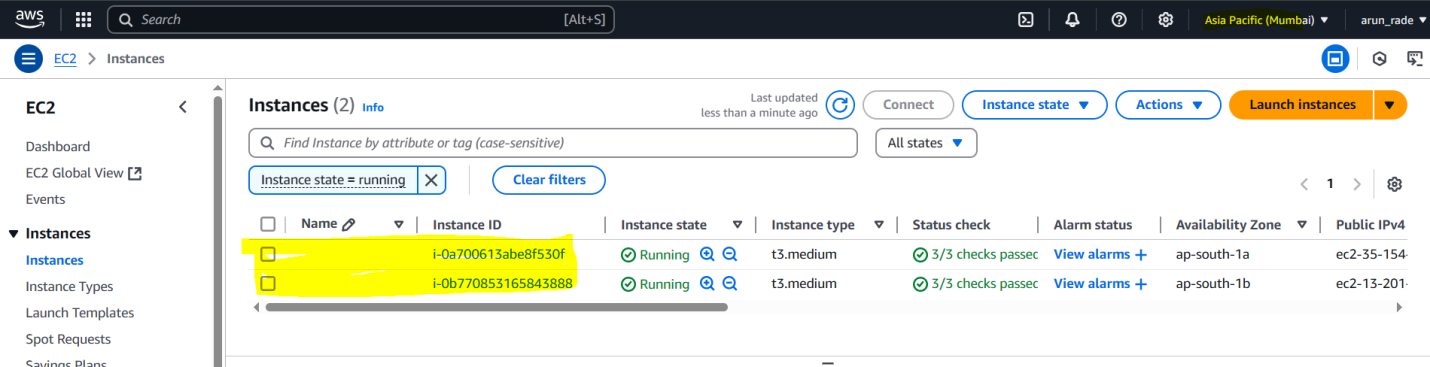 aws Search [Alt+S] Asia Pacific (Mumbai) arun_rade
EC2 > Instances
EC2
Dashboard
EC2 Global View
Events
Instances
Instances
Instance Types
Launch Templates
Spot Requests
Savings Plans
Instances (2) Info
Last updated
less than a minute ago
Connect Instance state Actions Launch instances
Find Instance by attribute or tag (case-sensitive) All states
Instance state = running Clear filters
1
Name Instance ID Instance state Instance type Status check Alarm status Availability Zone Public IPv4
i-0a700613abe8f530f Running t3.medium 3/3 checks passed View alarms + ap-south-1a ec2-35-154-
i-0b770853165843888 Running t3.medium 3/3 checks passed View alarms + ap-south-1b ec2-13-201-